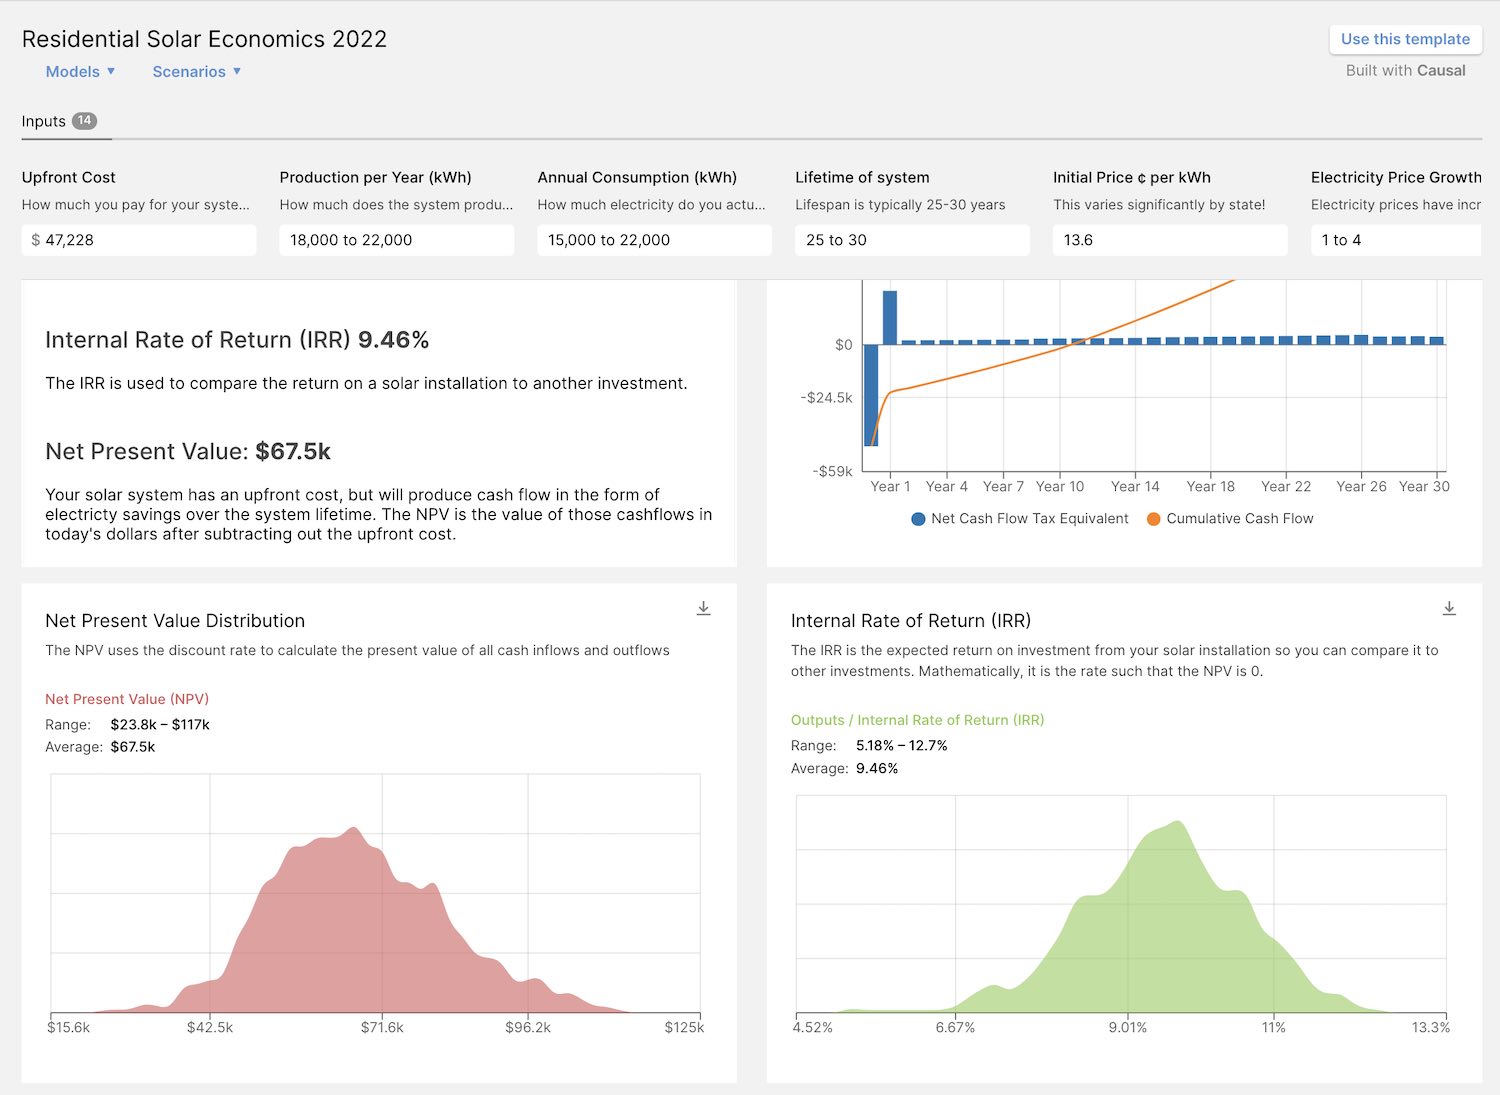 Residential Solar Economics 2022
Use this template
Models ▼ Scenarios ▼
Built with Causal
Inputs 14
Upfront Cost
How much you pay for your syste...
$ 47,228
Production per Year (kWh)
How much does the system produ...
18,000 to 22,000
Annual Consumption (kWh)
How much electricity do you actu...
15,000 to 22,000
Lifetime of system
Lifespan is typically 25-30 years
25 to 30
Initial Price ¢ per kWh
This varies significantly by state!
13.6
Electricity Price Growth
Electricity prices have incr
1 to 4
Internal Rate of Return (IRR) 9.46%
The IRR is used to compare the return on a solar installation to another investment.
Net Present Value: $67.5k
Your solar system has an upfront cost, but will produce cash flow in the form of
electricty savings over the system lifetime. The NPV is the value of those cashflows in
today's dollars after subtracting out the upfront cost.
$0
-$24.5k
-$59k
Year 1 Year 4 Year 7 Year 10 Year 14 Year 18 Year 22 Year 26 Year 30
Net Cash Flow Tax Equivalent Cumulative Cash Flow
Net Present Value Distribution
The NPV uses the discount rate to calculate the present value of all cash inflows and outflows
Net Present Value (NPV)
Range: $23.8k – $117k
Average: $67.5k
$15.6k $42.5k $71.6k $96.2k $125k
Internal Rate of Return (IRR)
The IRR is the expected return on investment from your solar installation so you can compare it to
other investments. Mathematically, it is the rate such that the NPV is 0.
Outputs / Internal Rate of Return (IRR)
Range: 5.18% – 12.7%
Average: 9.46%
4.52% 6.67% 9.01% 11% 13.3%